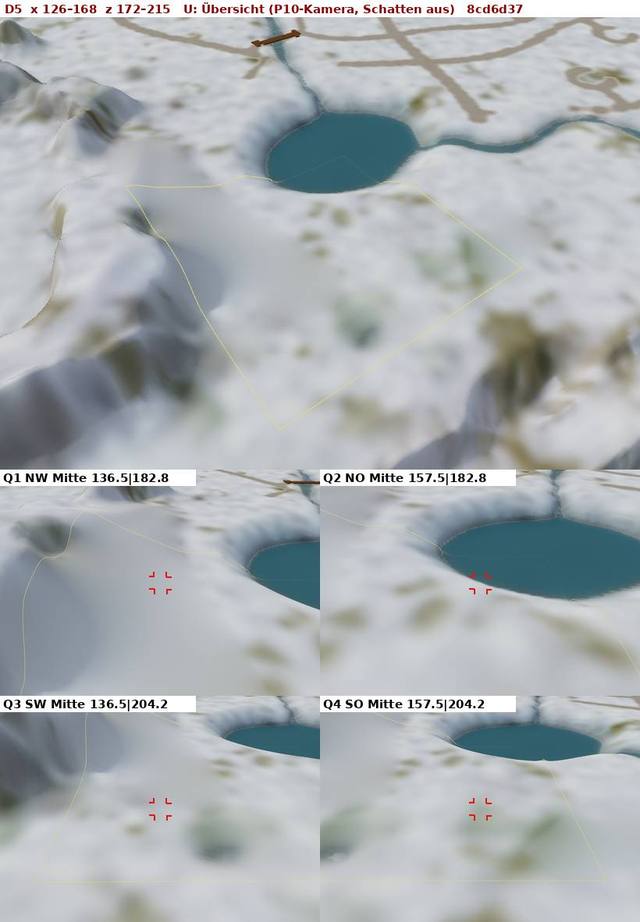 D5 x 126–168 z 172–215 U: Übersicht (P10-Kamera, Schatten aus) 8cd6d37
Q1 NW Mitte 136.5|182.8
Q2 NO Mitte 157.5|182.8
Q3 SW Mitte 136.5|204.2
Q4 SO Mitte 157.5|204.2